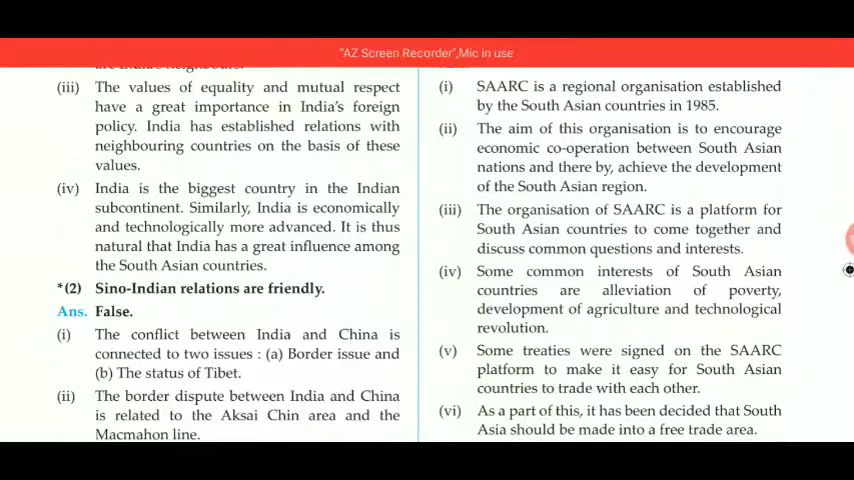 "AZ Screen Recorder",Mic in use
are India's neighbours.
(iii) The values of equality and mutual respect
have a great importance in India's foreign
policy. India has established relations with
neighbouring countries on the basis of these
values.
(iv) India is the biggest country in the Indian
subcontinent. Similarly, India is economically
and technologically more advanced. It is thus
natural that India has a great influence among
the South Asian countries.
*(2) Sino-Indian relations are friendly.
Ans. False.
(i) The conflict between India and China is
connected to two issues : (a) Border issue and
(b) The status of Tibet.
(ii) The border dispute between India and China
is related to the Aksai Chin area and the
Macmahon line.
(i) SAARC is a regional organisation established
by the South Asian countries in 1985.
(ii) The aim of this organisation is to encourage
economic co-operation between South Asian
nations and there by, achieve the development
of the South Asian region.
(iii) The organisation of SAARC is a platform for
South Asian countries to come together and
discuss common questions and interests.
(iv) Some common interests of South Asian
countries are alleviation of poverty,
development of agriculture and technological
revolution.
(v) Some treaties were signed on the SAARC
platform to make it easy for South Asian
countries to trade with each other.
(vi) As a part of this, it has been decided that South
Asia should be made into a free trade area.